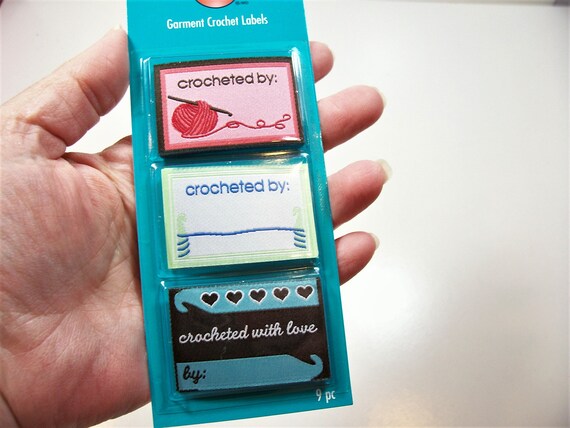 Garment Crochet Labels
crocheted by:
crocheted by:
crocheted with love
by:
9 pc